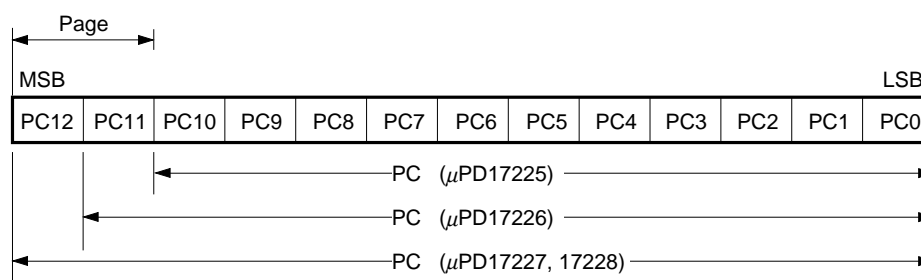 Page
MSB LSB
PC12 PC11 PC10 PC9 PC8 PC7 PC6 PC5 PC4 PC3 PC2 PC1 PC0
PC (μPD17225)
PC (μPD17226)
PC (μPD17227, 17228)